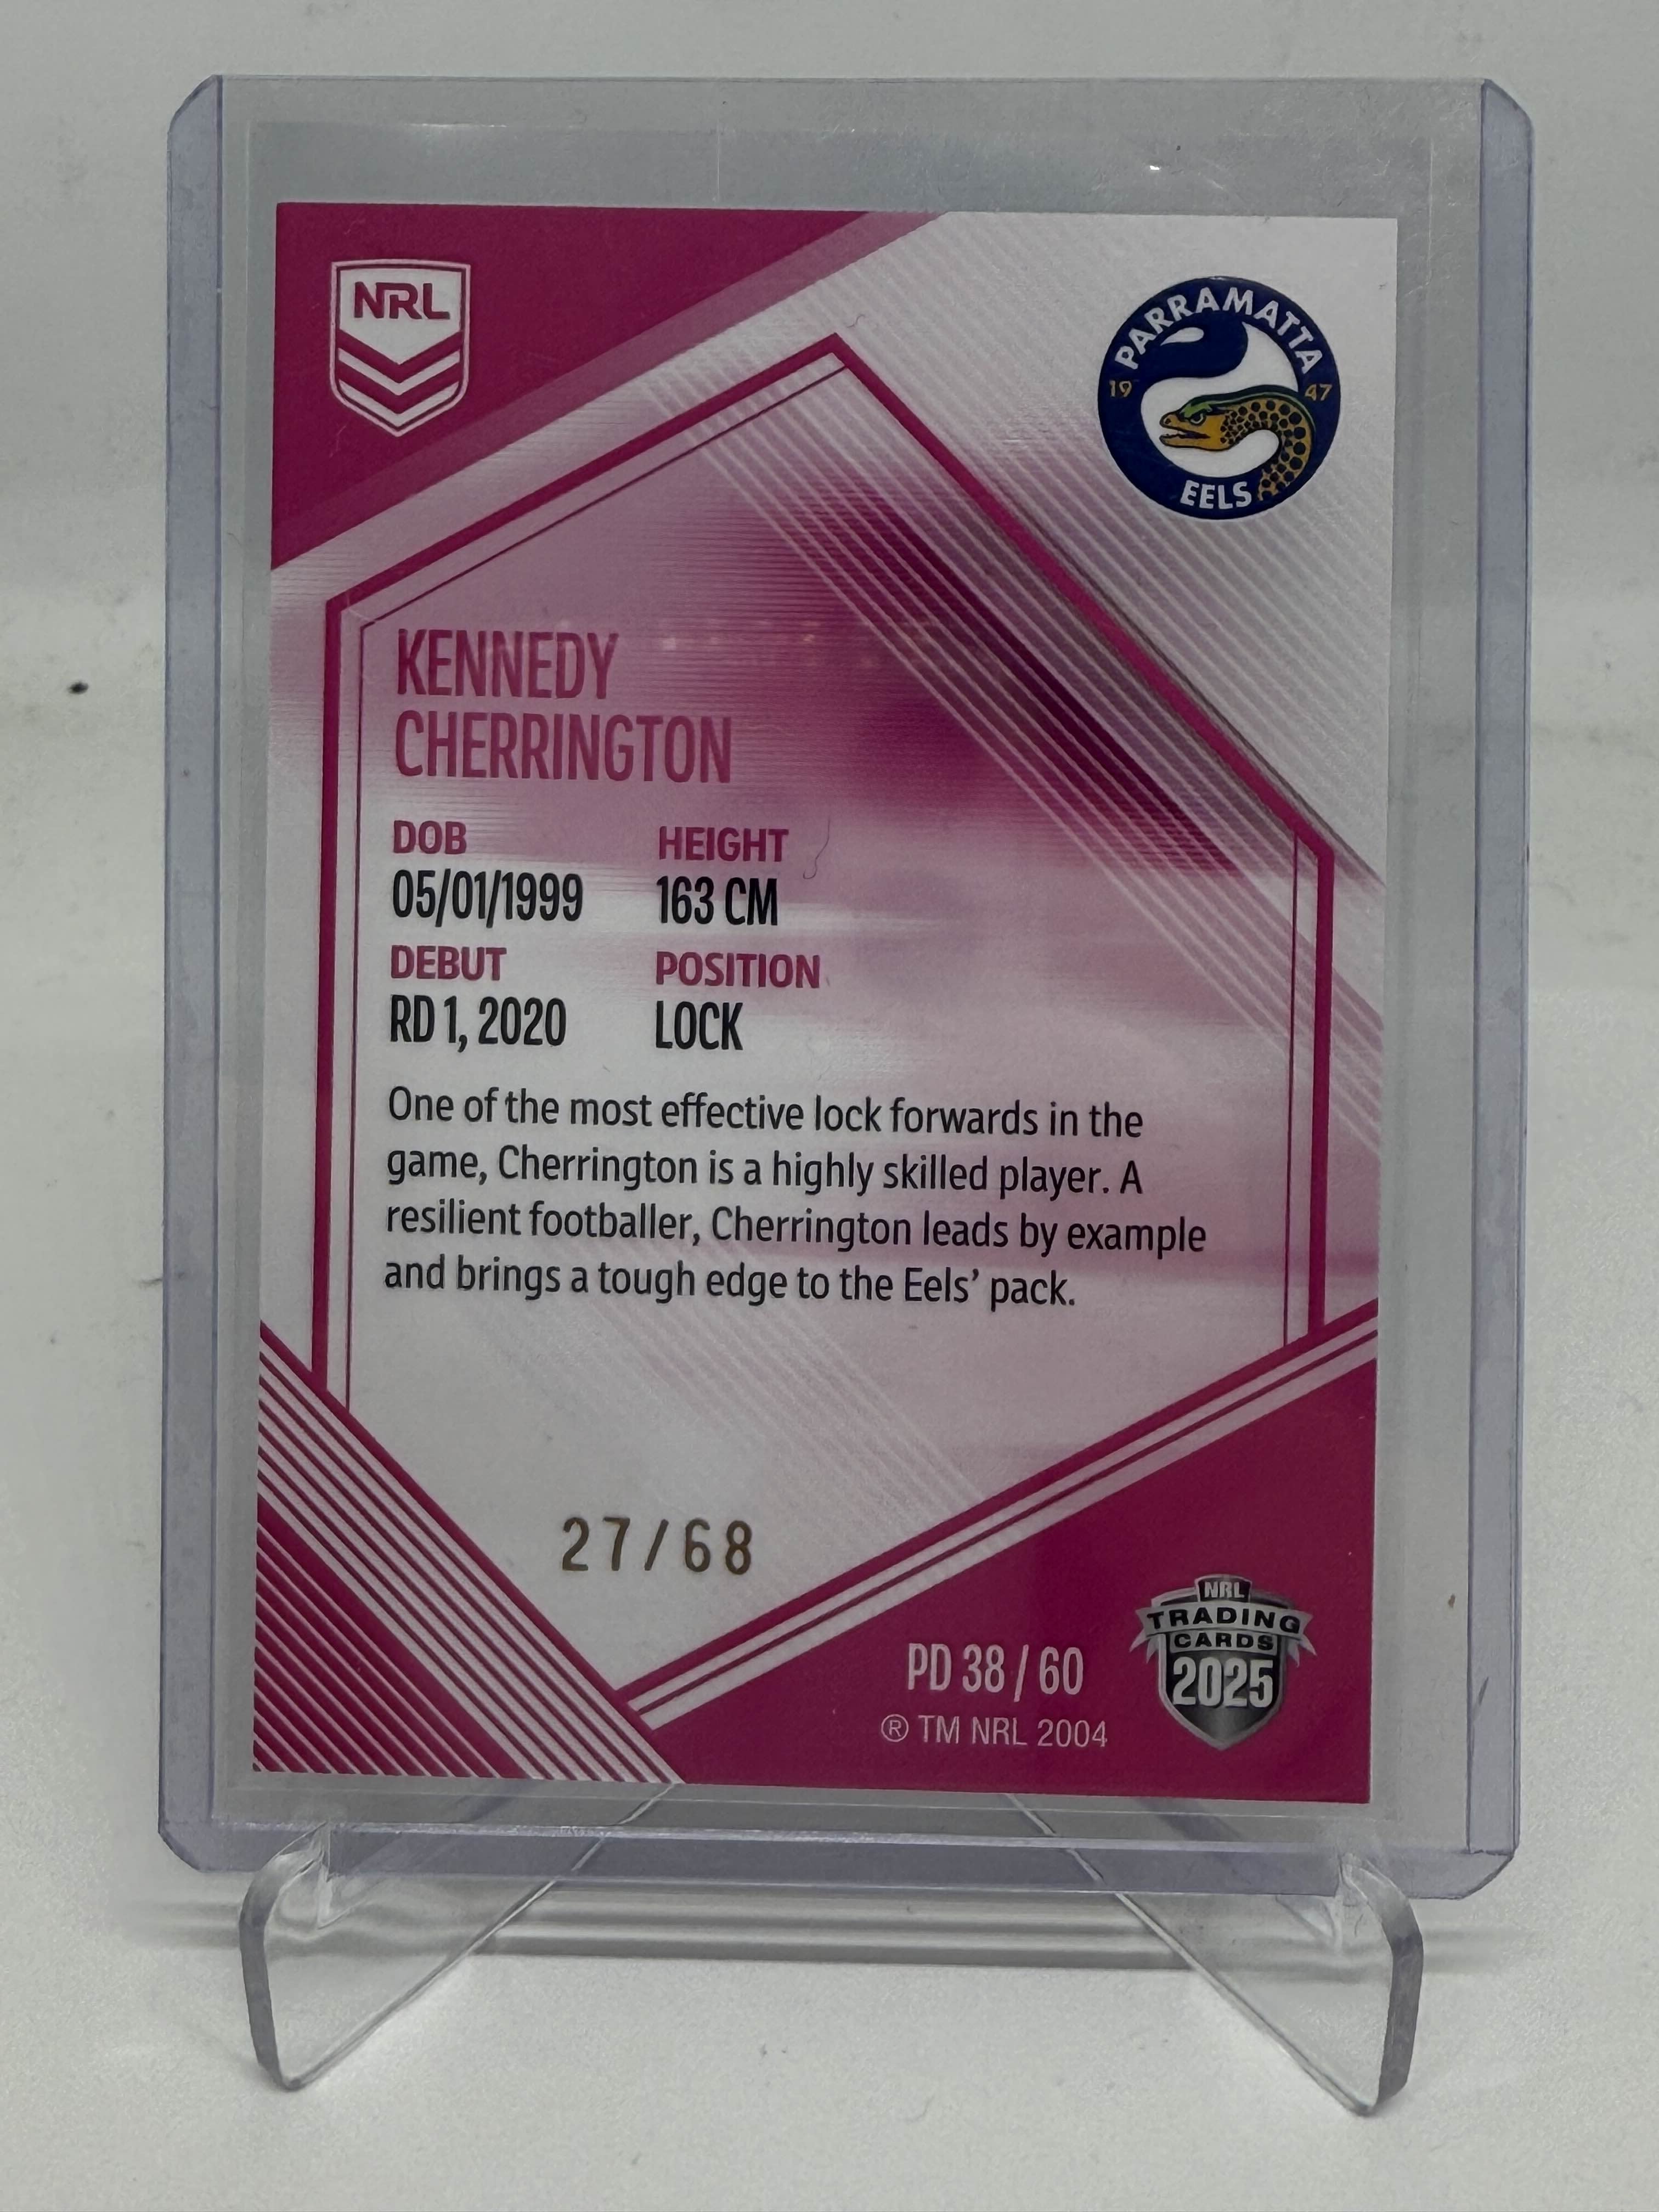 NRL
PARRAMATTA
19 47
EELS
KENNEDY
CHERRINGTON
DOB
05/01/1999
HEIGHT
163 CM
DEBUT
RD 1, 2020
POSITION
LOCK
One of the most effective lock forwards in the
game, Cherrington is a highly skilled player. A
resilient footballer, Cherrington leads by example
and brings a tough edge to the Eels’ pack.
27/68
PD 38 / 60
® TM NRL 2004
NRL
TRADING
CARDS
2025